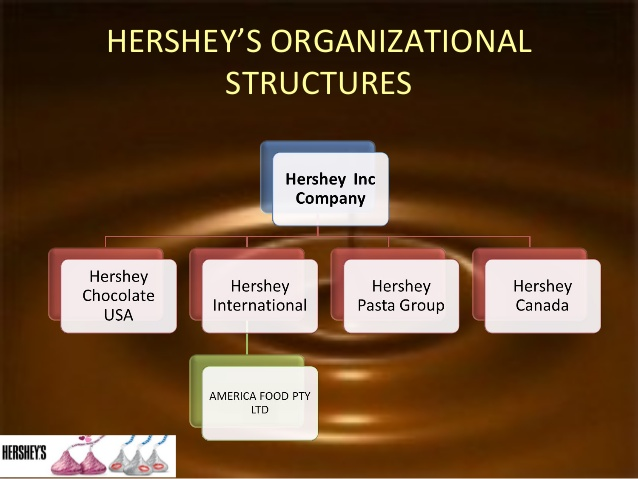 HERSHEY’S ORGANIZATIONAL
STRUCTURES
Hershey Inc
Company
Hershey
Chocolate
USA
Hershey
International
Hershey
Pasta Group
Hershey
Canada
AMERICA FOOD PTY
LTD
HERSHEY'S